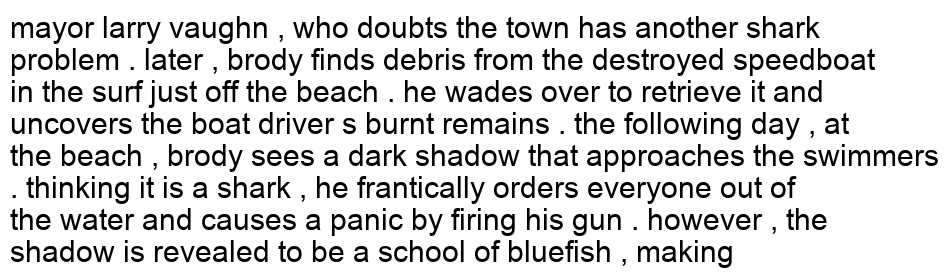 mayor larry vaughn , who doubts the town has another shark
problem . later , brody finds debris from the destroyed speedboat
in the surf just off the beach . he wades over to retrieve it and
uncovers the boat driver s burnt remains . the following day , at
the beach , brody sees a dark shadow that approaches the swimmers
. thinking it is a shark , he frantically orders everyone out of
the water and causes a panic by firing his gun . however , the
shadow is revealed to be a school of bluefish , making